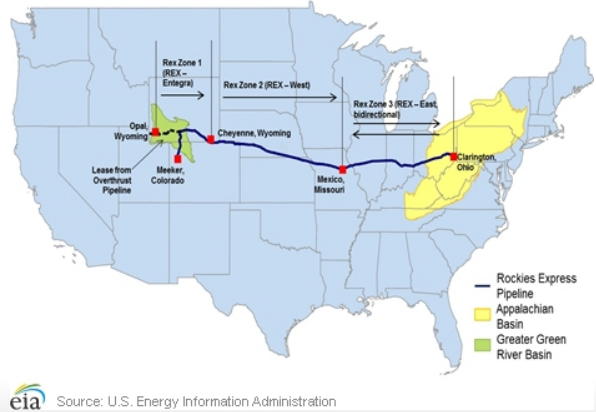 Rex Zone 1
(REX –
Entegra)
Rex Zone 2 (REX – West)
Rex Zone 3 (REX – East,
bidirectional)
Opal,
Wyoming
Cheyenne, Wyoming
Lease from
Overthrust
Pipeline
Meeker,
Colorado
Mexico,
Missouri
Clarington,
Ohio
Rockies Express
Pipeline
Appalachian
Basin
Greater Green
River Basin
eia
Source: U.S. Energy Information Administration